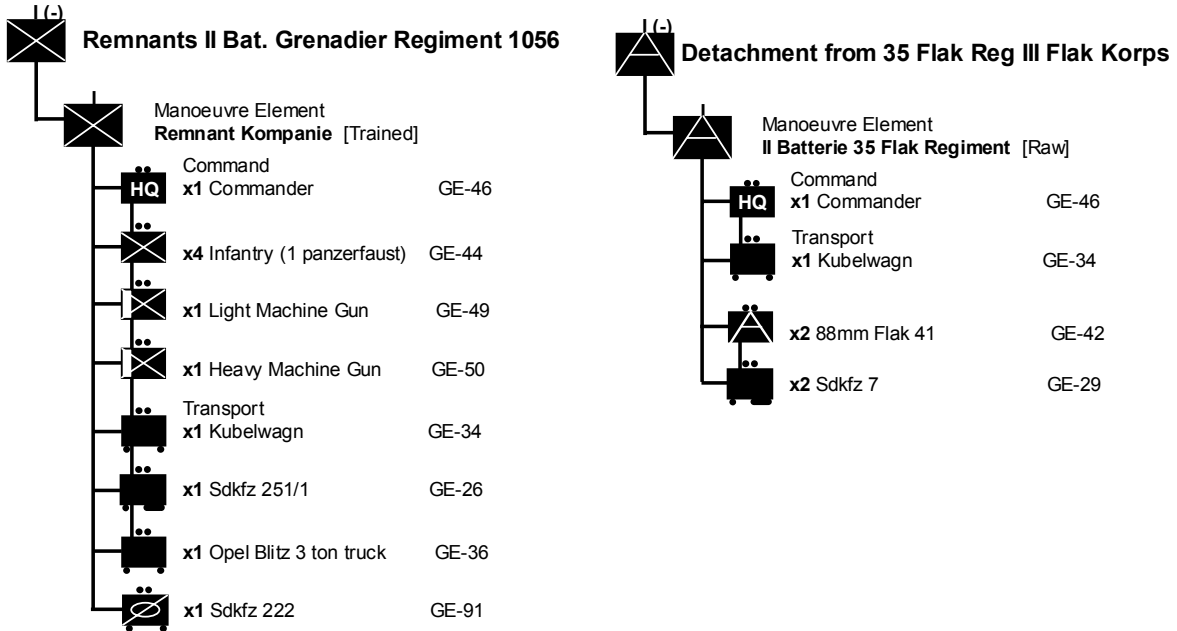 (-)
Remnants II Bat. Grenadier Regiment 1056
Manoeuvre Element
Remnant Kompanie [Trained]
Command
HQ x1 Commander GE-46
x4 Infantry (1 panzerfaust) GE-44
x1 Light Machine Gun GE-49
x1 Heavy Machine Gun GE-50
Transport
x1 Kubelwagn GE-34
x1 Sdkfz 251/1 GE-26
x1 Opel Blitz 3 ton truck GE-36
x1 Sdkfz 222 GE-91
(-)
Detachment from 35 Flak Reg III Flak Korps
Manoeuvre Element
II Batterie 35 Flak Regiment [Raw]
Command
HQ x1 Commander GE-46
Transport
x1 Kubelwagn GE-34
x2 88mm Flak 41 GE-42
x2 Sdkfz 7 GE-29